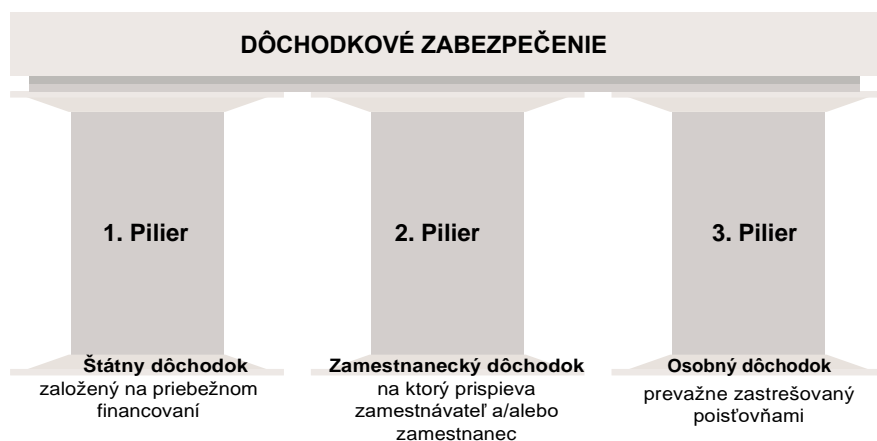 DÔCHODKOVÉ ZABEZPEČENIE
1. Pilier
2. Pilier
3. Pilier
Štátny dôchodok
založený na priebežnom
financovaní
Zamestnanecký dôchodok
na ktorý prispieva
zamestnávateľ a/alebo
zamestnanec
Osobný dôchodok
prevažne zastrešovaný
poisťovňami